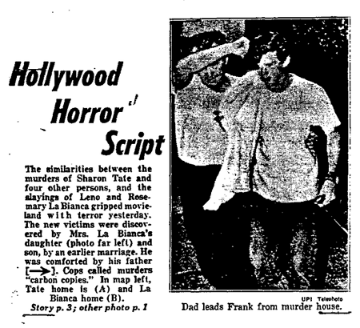 Hollywood
Horror
Script
The similarities between the
murders of Sharon Tate and
four other persons, and the
slayings of Leno and Rose-
mary La Bianca gripped movie-
land with terror yesterday.
The new victims were discov-
ered by Mrs. La Bianca's
daughter (photo far left) and
son, by an earlier marriage. He
was comforted by his father
[→]. Cops called murders
"carbon copies." In map left,
Tate home is (A) and La
Bianca home (B).
Story p. 3; other photo p. 1
UPI Telephoto
Dad leads Frank from murder house.